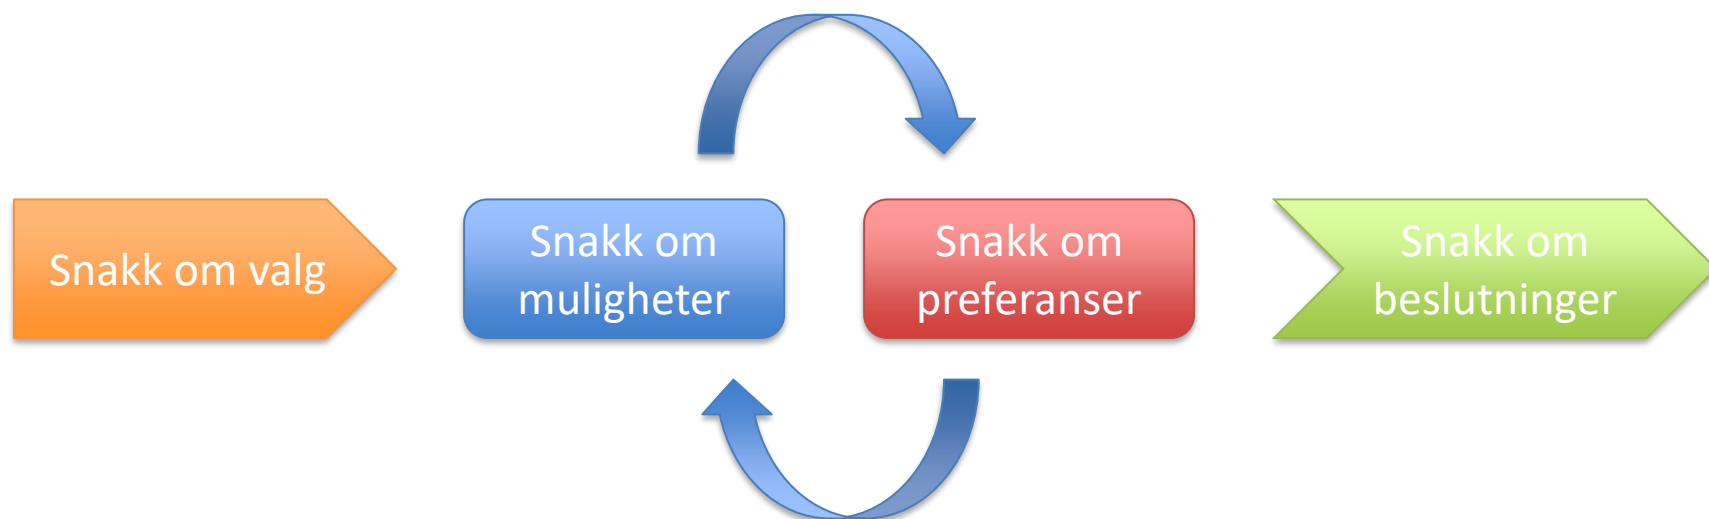 Snakk om valg
Snakk om
muligheter
Snakk om
preferanser
Snakk om
beslutninger